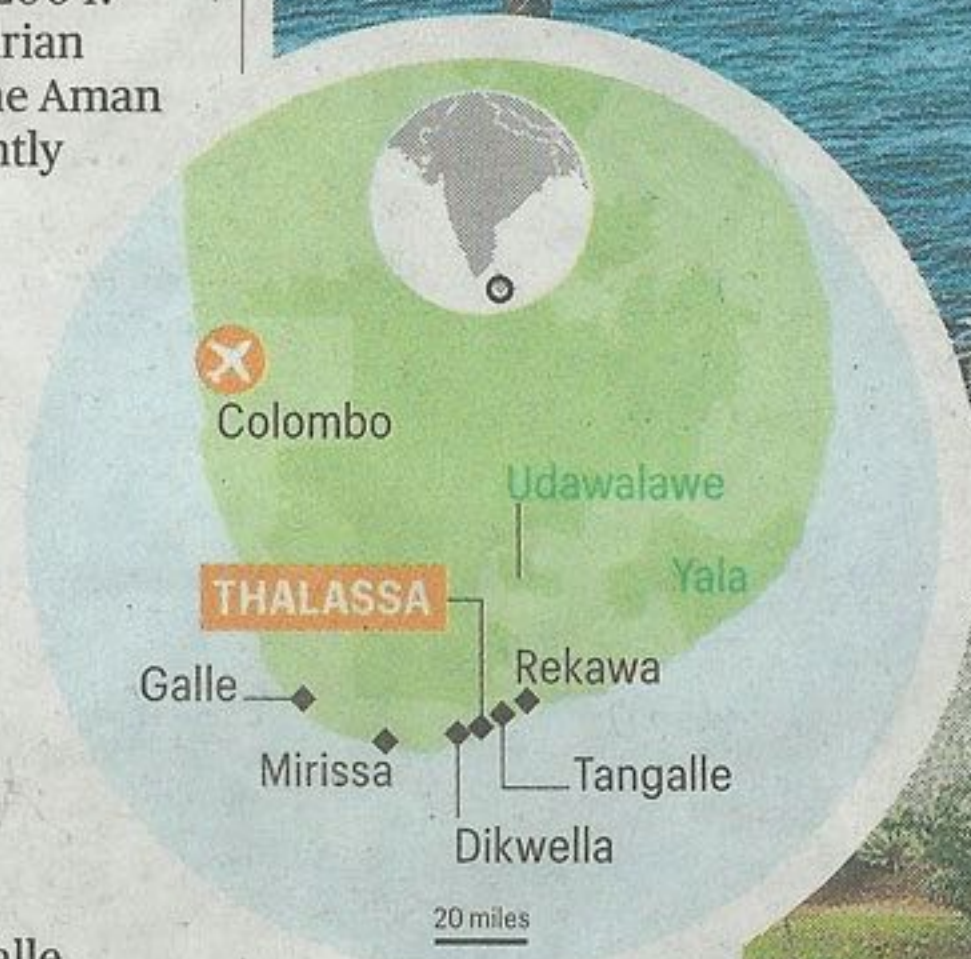 rian
Aman
ntly
Colombo
Udawalawe
Yala
THALASSA
Rekawa
Galle
Mirissa
Tangalle
Dikwella
20 miles